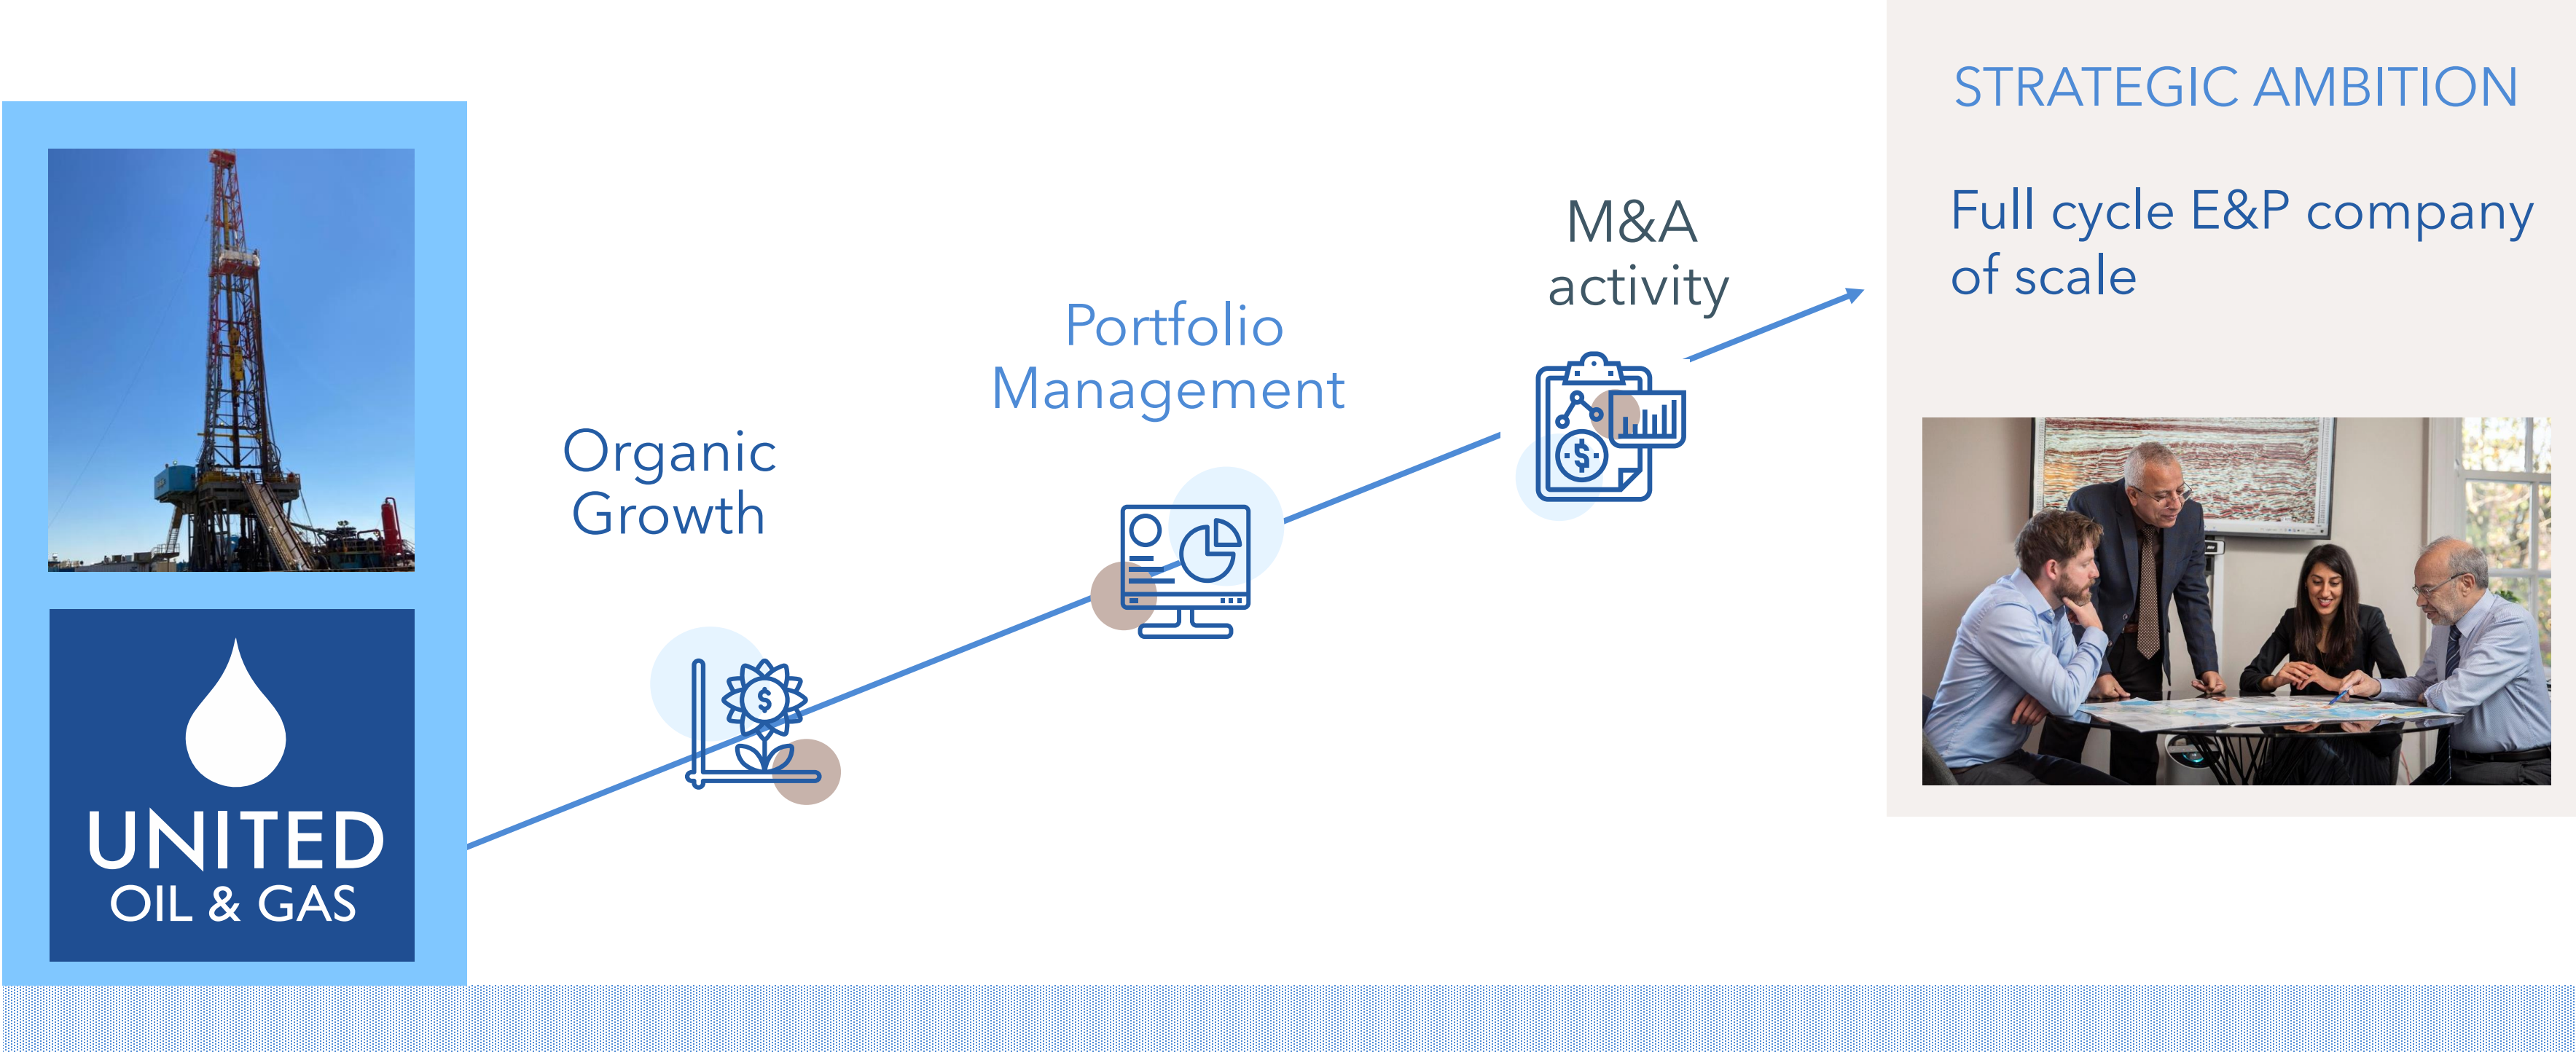 UNITED
OIL & GAS
Organic
Growth
Portfolio
Management
M&A
activity
STRATEGIC AMBITION
Full cycle E&P company
of scale